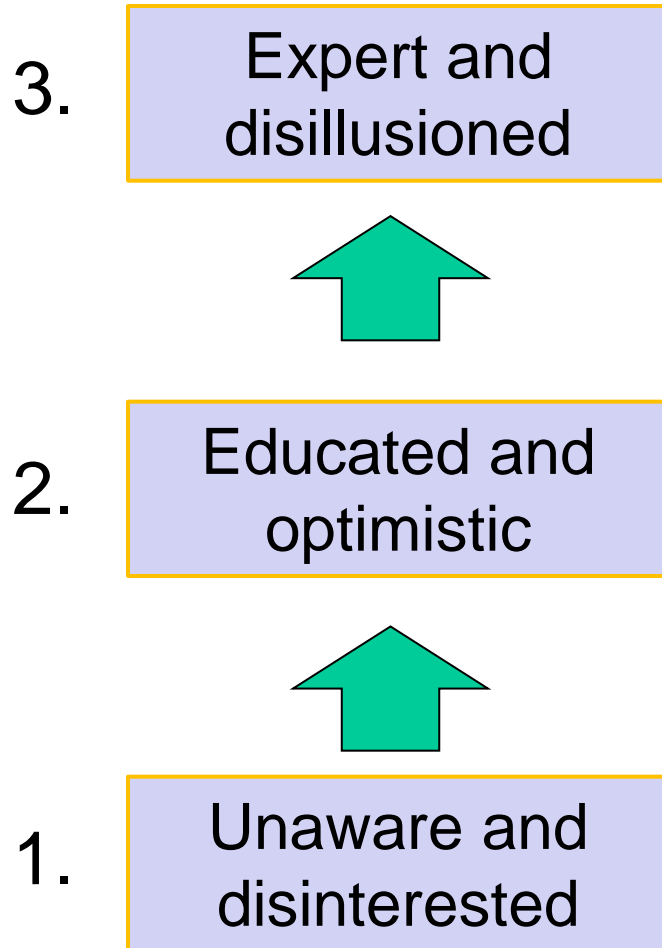 3.
Expert and
disillusioned
2.
Educated and
optimistic
1.
Unaware and
disinterested